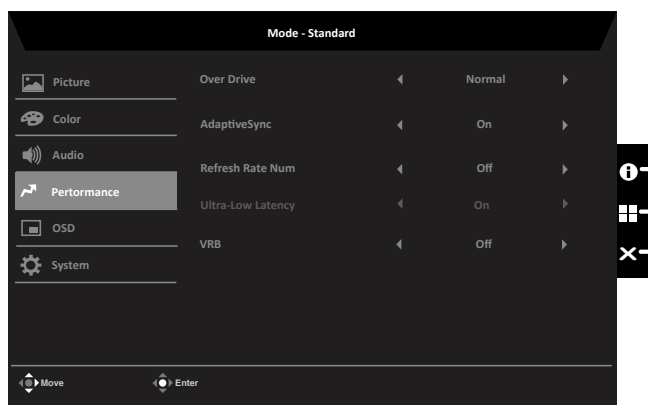 Mode - Standard
Picture
Over Drive Normal
Color
AdaptiveSync On
Audio
Refresh Rate Num Off
Pertormance
Ultra-Low Latency On
OSD
VRB Off
System
Move Enter